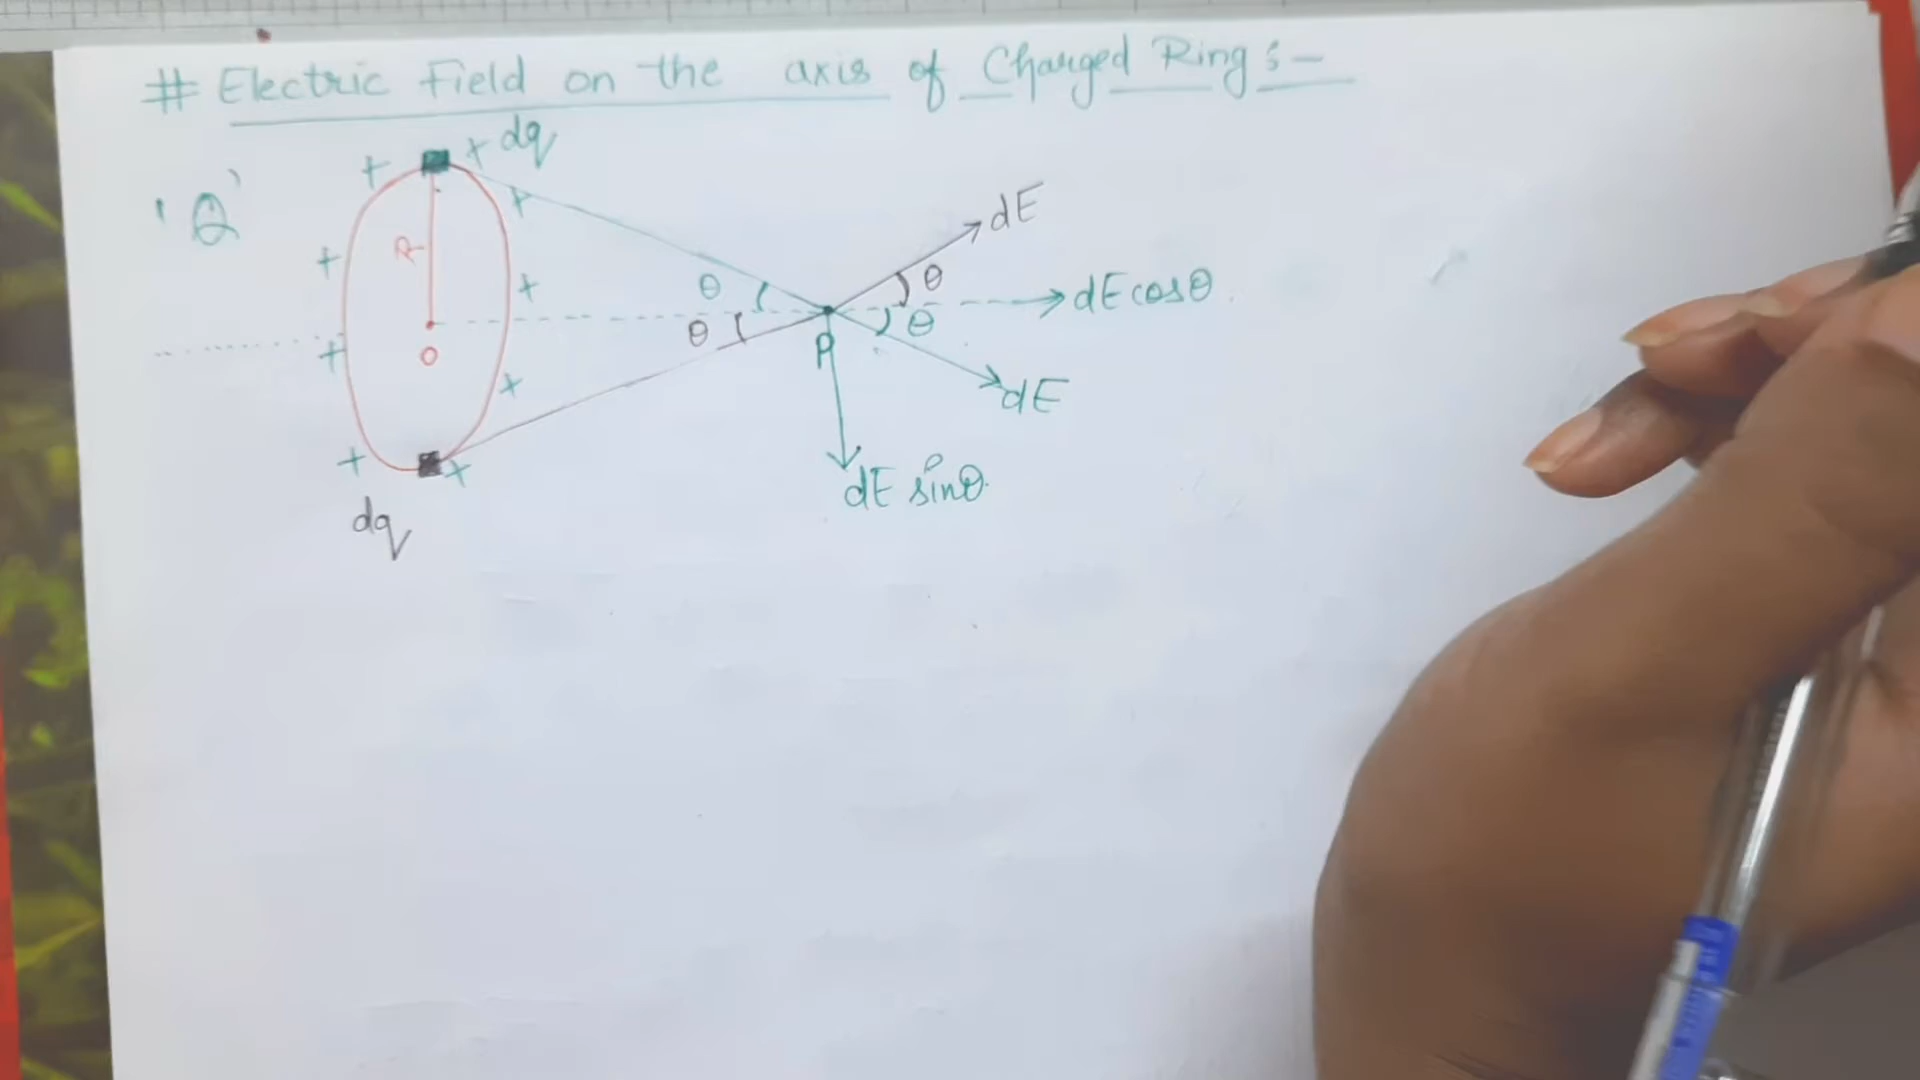 # Electric Field on the axis of Charged Ring :-
+ + dq
'Q'
+
R
+ +
θ
θ
dE
θ
dE cosθ
θ
P
O
+ +
dE
+ +
dE sinθ
dq